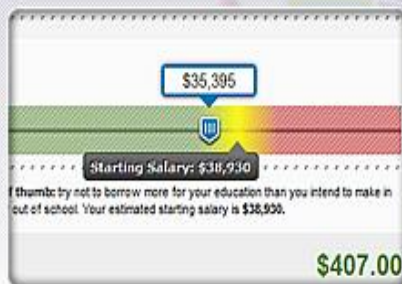 $35,395
Starting Salary: $38,930
f thumb: try not to borrow more for your education than you intend to make in
out of school. Your estimated starting salary is $38,930.
$407.00